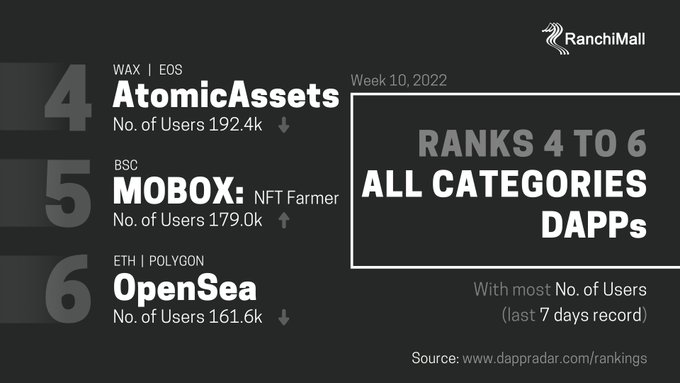 RanchiMall
4
WAX | EOS
AtomicAssets
No. of Users 192.4k
5
BSC
MOBOX: NFT Farmer
No. of Users 179.0k
6
ETH | POLYGON
OpenSea
No. of Users 161.6k
Week 10, 2022
RANKS 4 TO 6
ALL CATEGORIES
DAPPs
With most No. of Users
(last 7 days record)
Source: www.dappradar.com/rankings